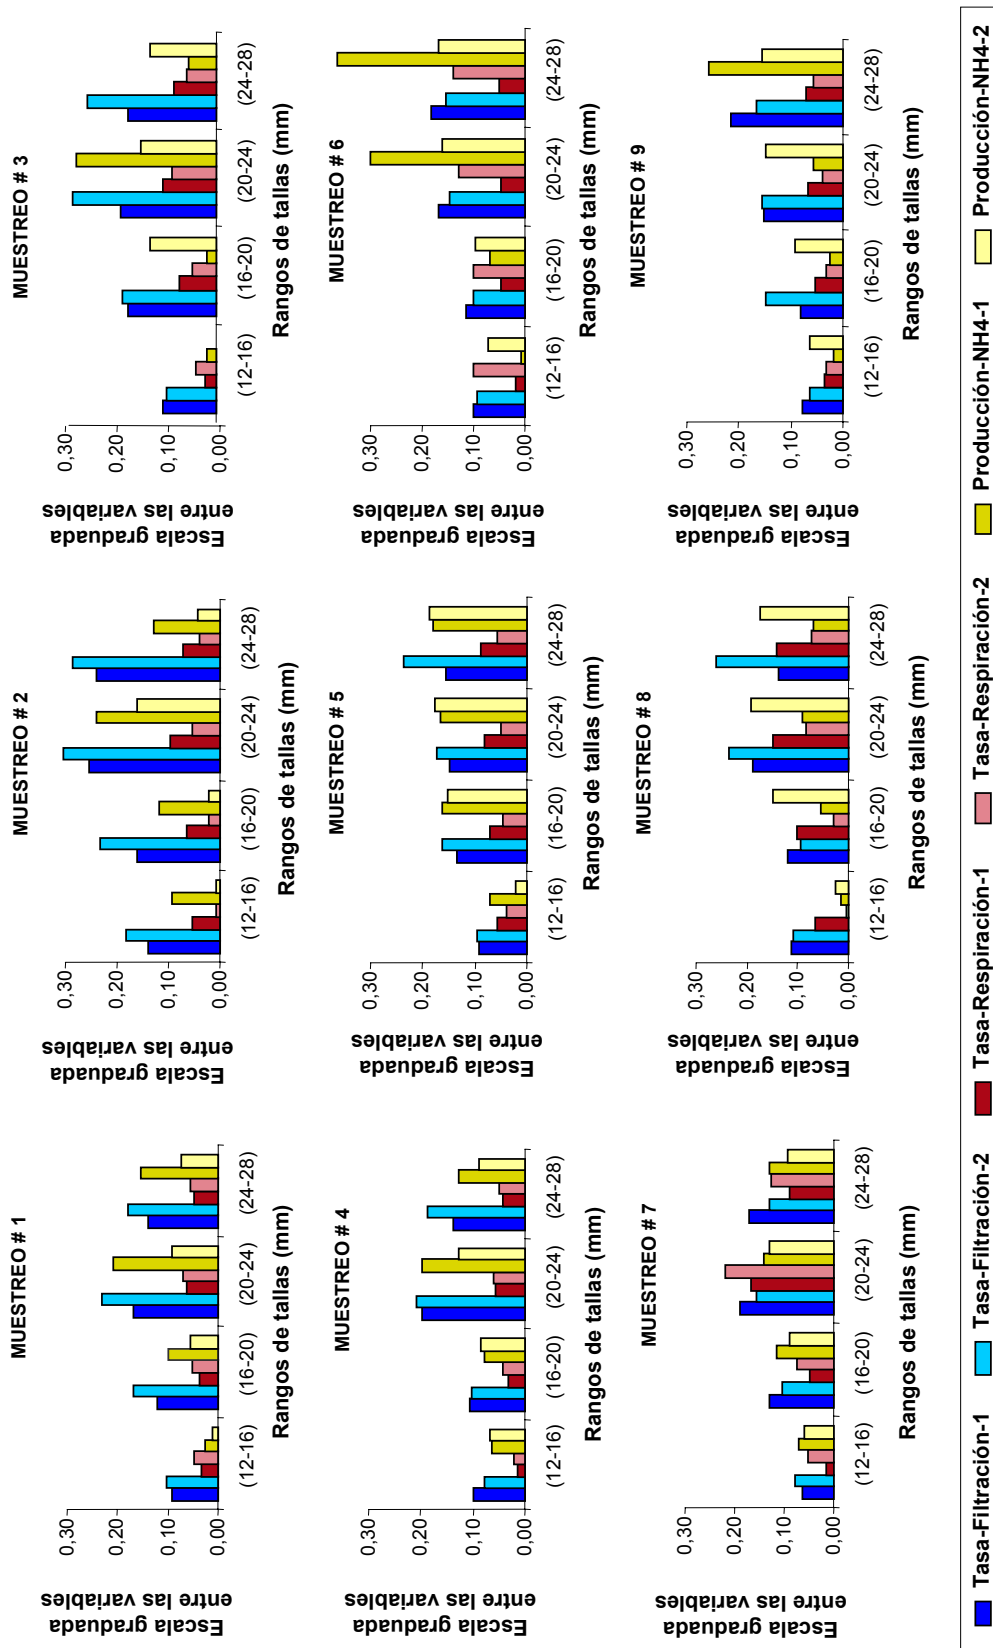 MUESTREO # 1
Escala graduada
entre las variables
0,30
0,20
0,10
0,00
(12-16)
(16-20)
(20-24)
(24-28)
Rangos de tallas (mm)
MUESTREO # 2
Escala graduada
entre las variables
0,30
0,20
0,10
0,00
(12-16)
(16-20)
(20-24)
(24-28)
Rangos de tallas (mm)
MUESTREO # 3
Escala graduada
entre las variables
0,30
0,20
0,10
0,00
(12-16)
(16-20)
(20-24)
(24-28)
Rangos de tallas (mm)
MUESTREO # 4
Escala graduada
entre las variables
0,30
0,20
0,10
0,00
(12-16)
(16-20)
(20-24)
(24-28)
Rangos de tallas (mm)
MUESTREO # 5
Escala graduada
entre las variables
0,30
0,20
0,10
0,00
(12-16)
(16-20)
(20-24)
(24-28)
Rangos de tallas (mm)
MUESTREO # 6
Escala graduada
entre las variables
0,30
0,20
0,10
0,00
(12-16)
(16-20)
(20-24)
(24-28)
Rangos de tallas (mm)
MUESTREO # 7
Escala graduada
entre las variables
0,30
0,20
0,10
0,00
(12-16)
(16-20)
(20-24)
(24-28)
Rangos de tallas (mm)
MUESTREO # 8
Escala graduada
entre las variables
0,30
0,20
0,10
0,00
(12-16)
(16-20)
(20-24)
(24-28)
Rangos de tallas (mm)
MUESTREO # 9
Escala graduada
entre las variables
0,30
0,20
0,10
0,00
(12-16)
(16-20)
(20-24)
(24-28)
Rangos de tallas (mm)
Tasa-Filtración-1 Tasa-Filtración-2 Tasa-Respiración-1 Tasa-Respiración-2 Producción-NH4-1 Producción-NH4-2